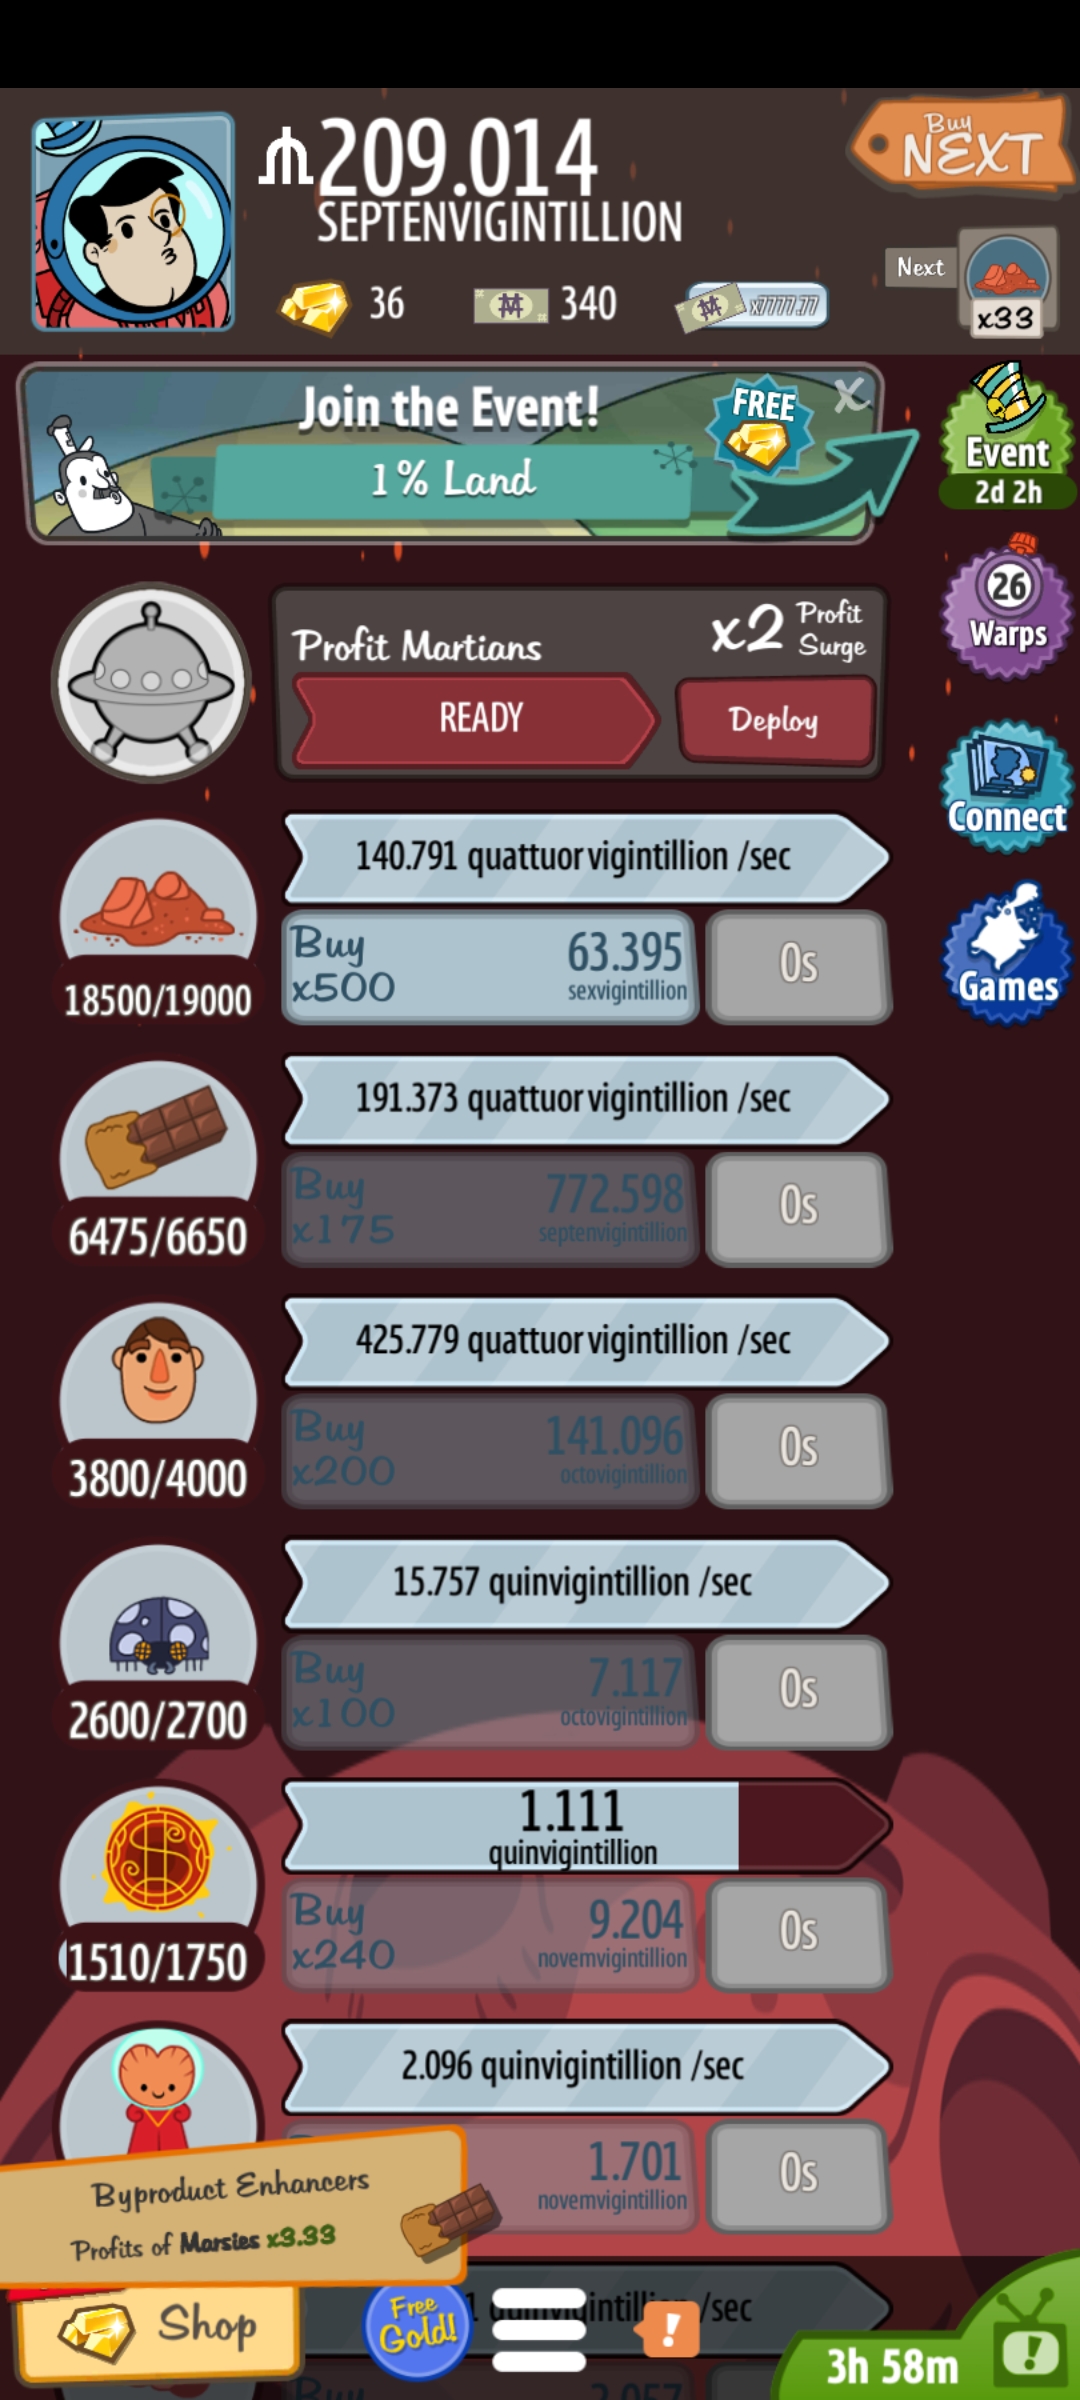 209.014
SEPTENVIGINTILLION
Buy
NEXT
36
340
x7777.77
Next
x33
Join the Event!
1% Land
FREE
X
Event
2d 2h
Profit Martians
x2 Profit
Surge
READY
Deploy
26
Warps
Connect
Games
140.791 quattuorvigintillion /sec
Buy
x500
63.395
sexvigintillion
0s
18500/19000
191.373 quattuorvigintillion /sec
Buy
x175
772.598
septenvigintillion
0s
6475/6650
425.779 quattuorvigintillion /sec
Buy
x200
141.096
octovigintillion
0s
3800/4000
15.757 quinvigintillion /sec
Buy
x100
7.117
octovigintillion
0s
2600/2700
1.111
quinvigintillion
Buy
x240
9.204
novemvigintillion
0s
1510/1750
2.096 quinvigintillion /sec
1.701
novemvigintillion
0s
Byproduct Enhancers
Profits of Marsies x3.33
Shop
Free
Gold!
/sec
!
3h 58m
!
Buy
2.057